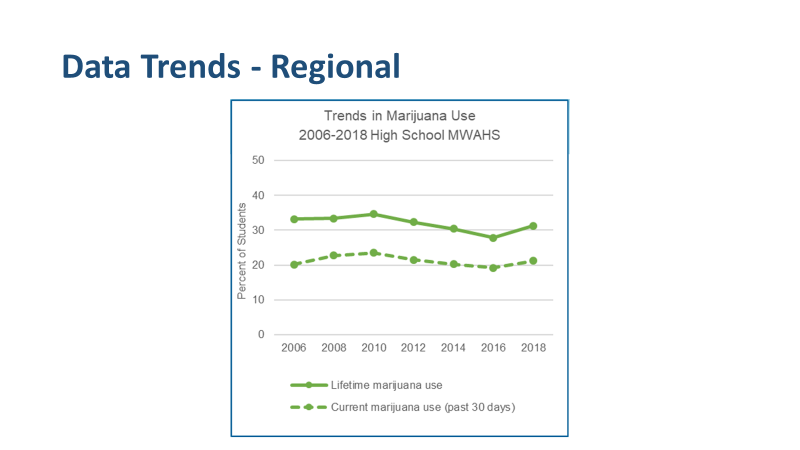 Data Trends - Regional
Trends in Marijuana Use
2006-2018 High School MWAHS
Percent of Students
50
40
30
20
10
0
2006 2008 2010 2012 2014 2016 2018
Lifetime marijuana use
Current marijuana use (past 30 days)